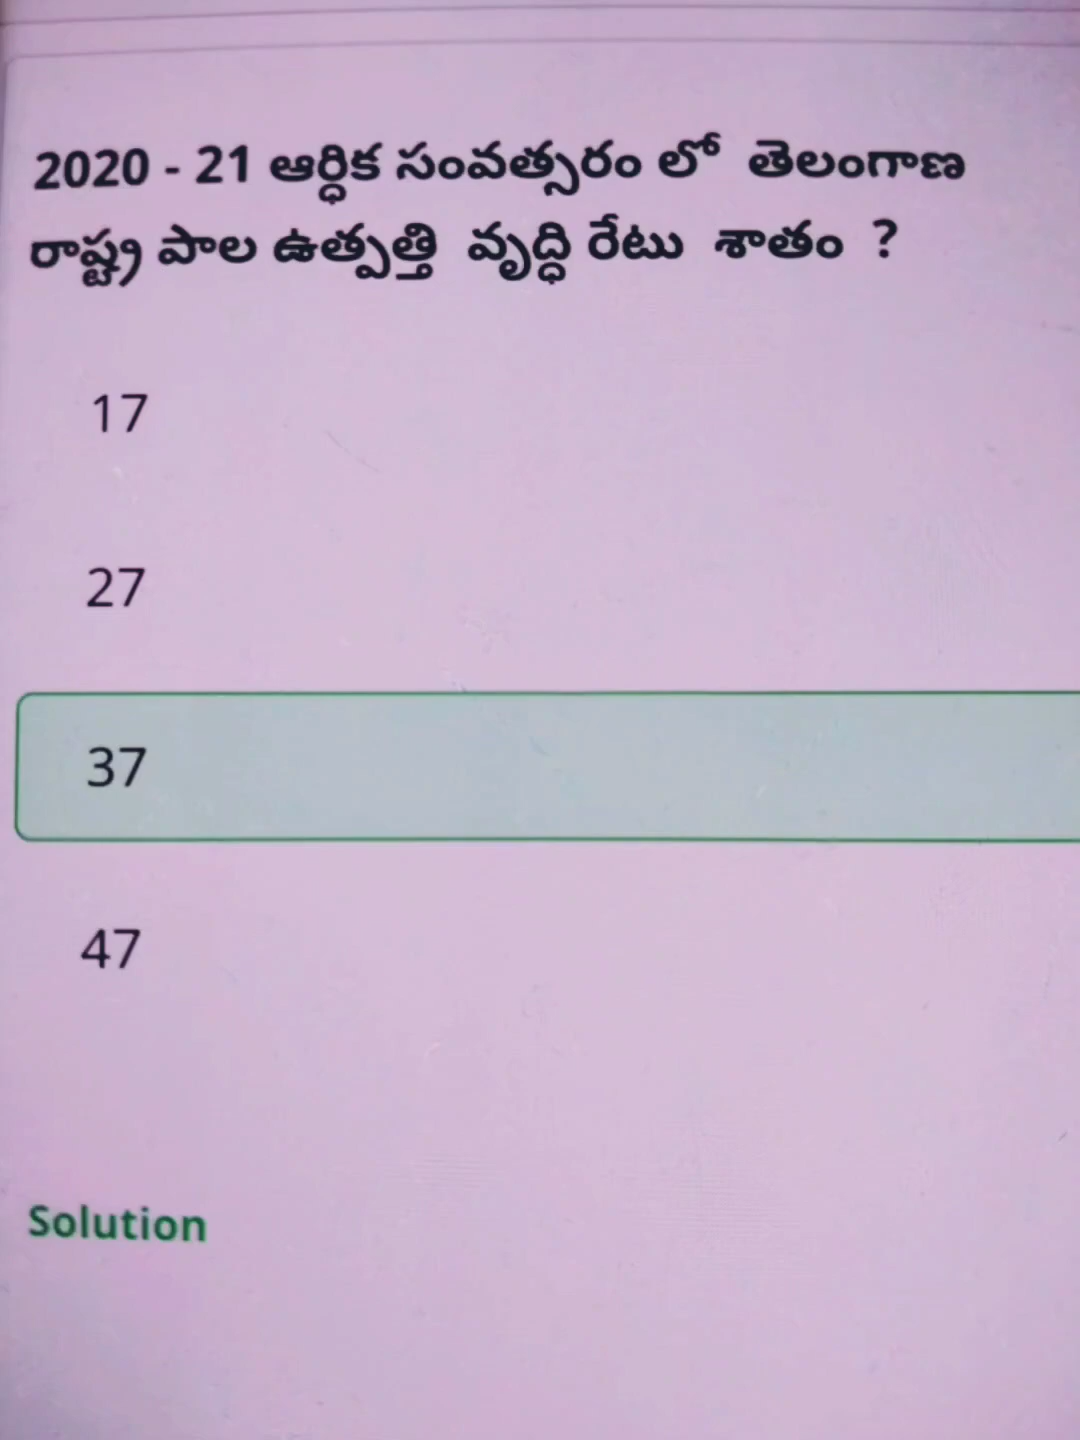 2020 - 21 ఆర్ధిక సంవత్సరం లో తెలంగాణ
రాష్ట్ర పాల ఉత్పత్తి వృద్ధి రేటు శాతం ?
17
27
37
47
Solution